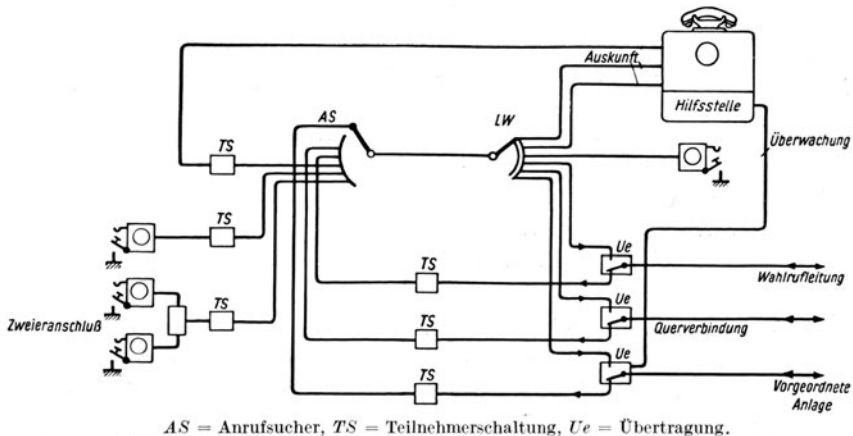 Auskunft
Hilfsstelle
AS
LW
TS
Überwachung
TS
Ue
Wahlrufleitung
TS
Zweieranschluß
TS
Ue
Querverbindung
TS
Ue
TS
Vorgeordnete
Anlage
AS = Anrufsucher, TS = Teilnehmerschaltung, Ue = Übertragung.